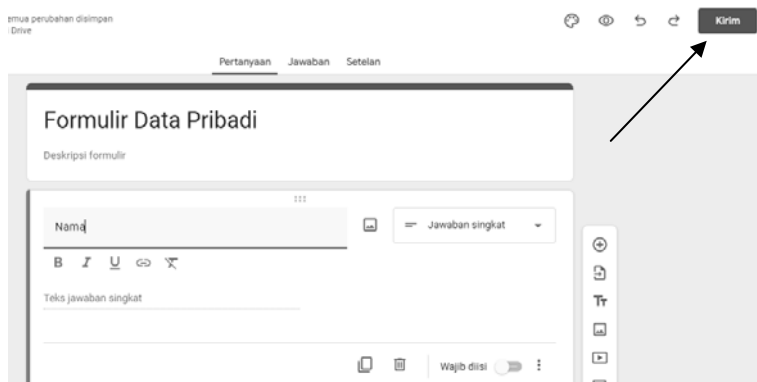 emua perubahan disimpan
Drive
Kirim
Pertanyaan Jawaban Setelan
Formulir Data Pribadi
Deskripsi formulir
Nama
Jawaban singkat
B I U
Teks jawaban singkat
Tт
Wajib diisi